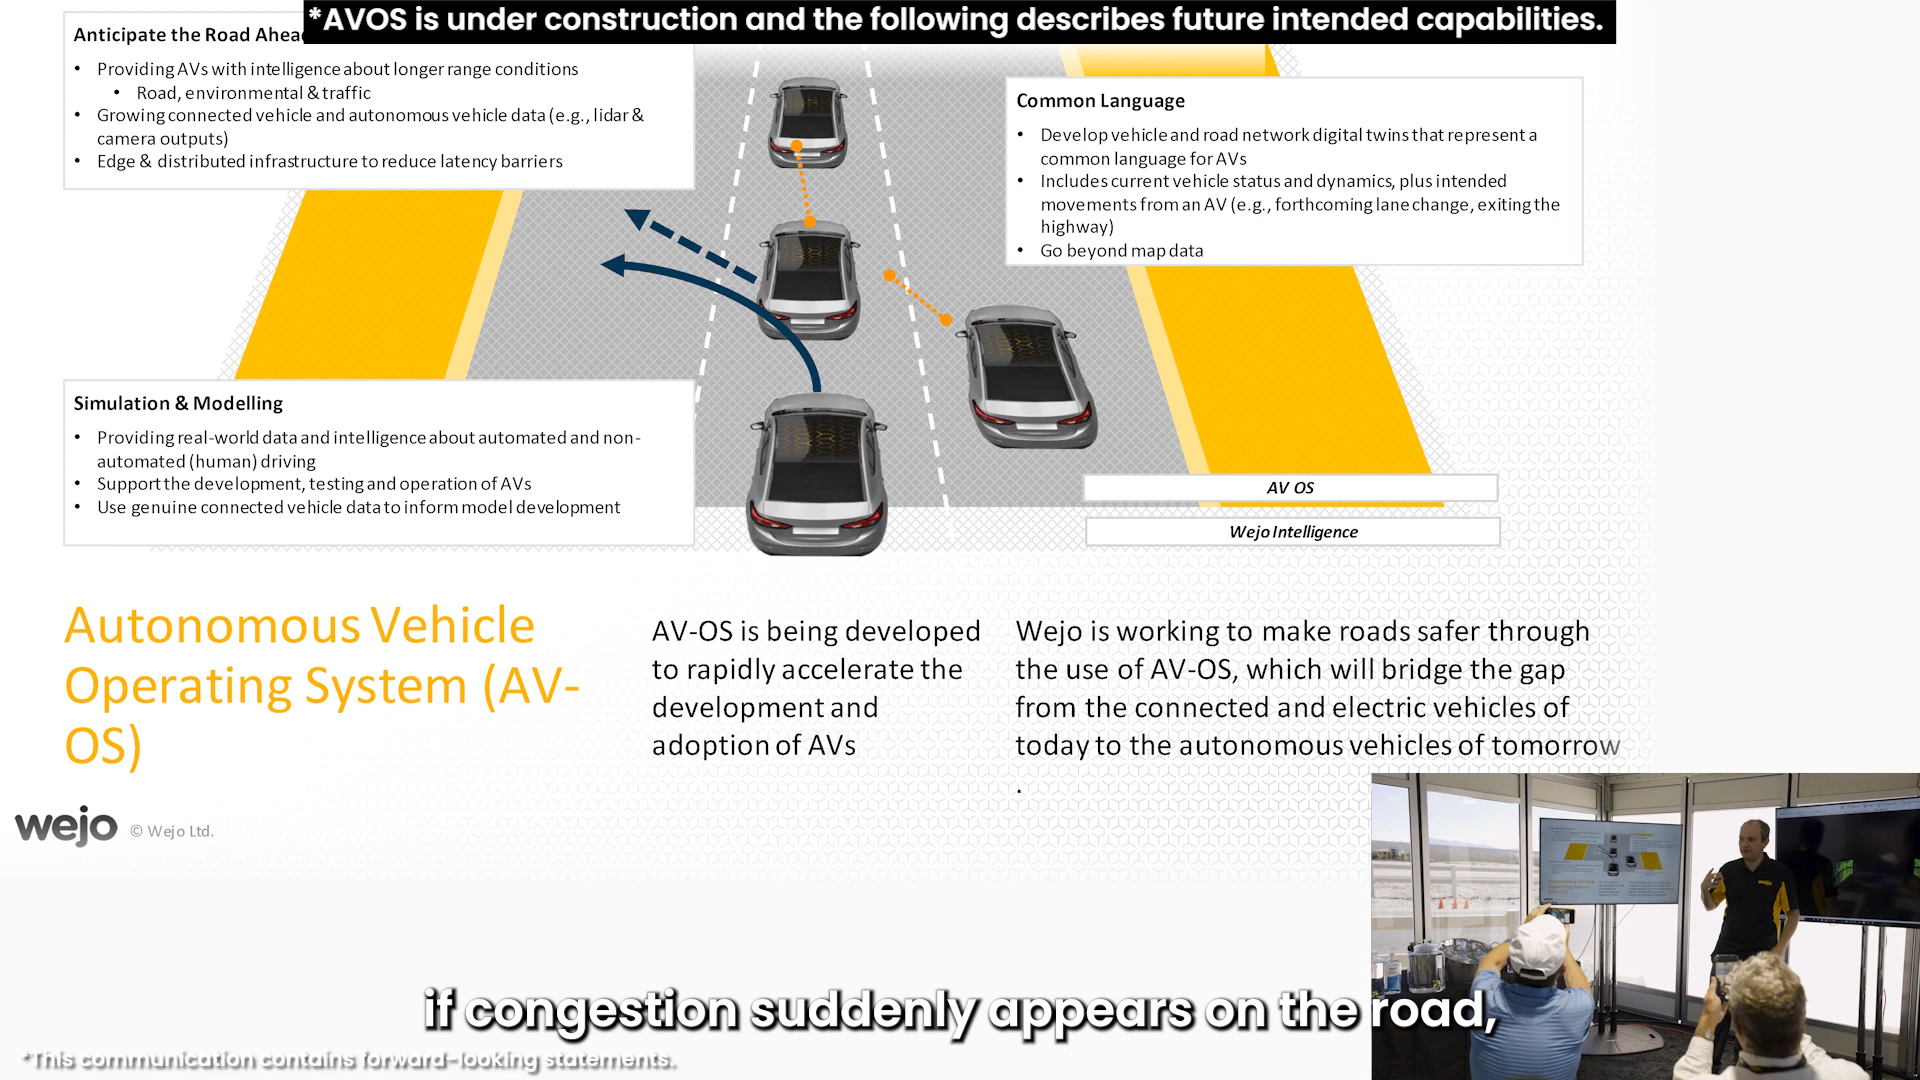 *AVOS is under construction and the following describes future intended capabilities.
Anticipate the Road Ahea
• Providing AVs with intelligence about longer range conditions
• Road, environmental & traffic
• Growing connected vehicle and autonomous vehicle data (e.g., lidar &
camera outputs)
• Edge & distributed infrastructure to reduce latency barriers
Common Language
• Develop vehicle and road network digital twins that represent a
common language for AVs
• Includes current vehicle status and dynamics, plus intended
movements from an AV (e.g., forthcoming lane change, exiting the
highway)
• Go beyond map data
Simulation & Modelling
• Providing real-world data and intelligence about automated and non-
automated (human) driving
• Support the development, testing and operation of AVs
• Use genuine connected vehicle data to inform model development
AV OS
Wejo Intelligence
Autonomous Vehicle
Operating System (AV-
OS)
AV-OS is being developed
to rapidly accelerate the
development and
adoption of AVs
Wejo is working to make roads safer through
the use of AV-OS, which will bridge the gap
from the connected and electric vehicles of
today to the autonomous vehicles of tomorrow
.
wejo © Wejo Ltd.
wejo
if congestion suddenly appears on the road,
*This communication contains forward-looking statements.